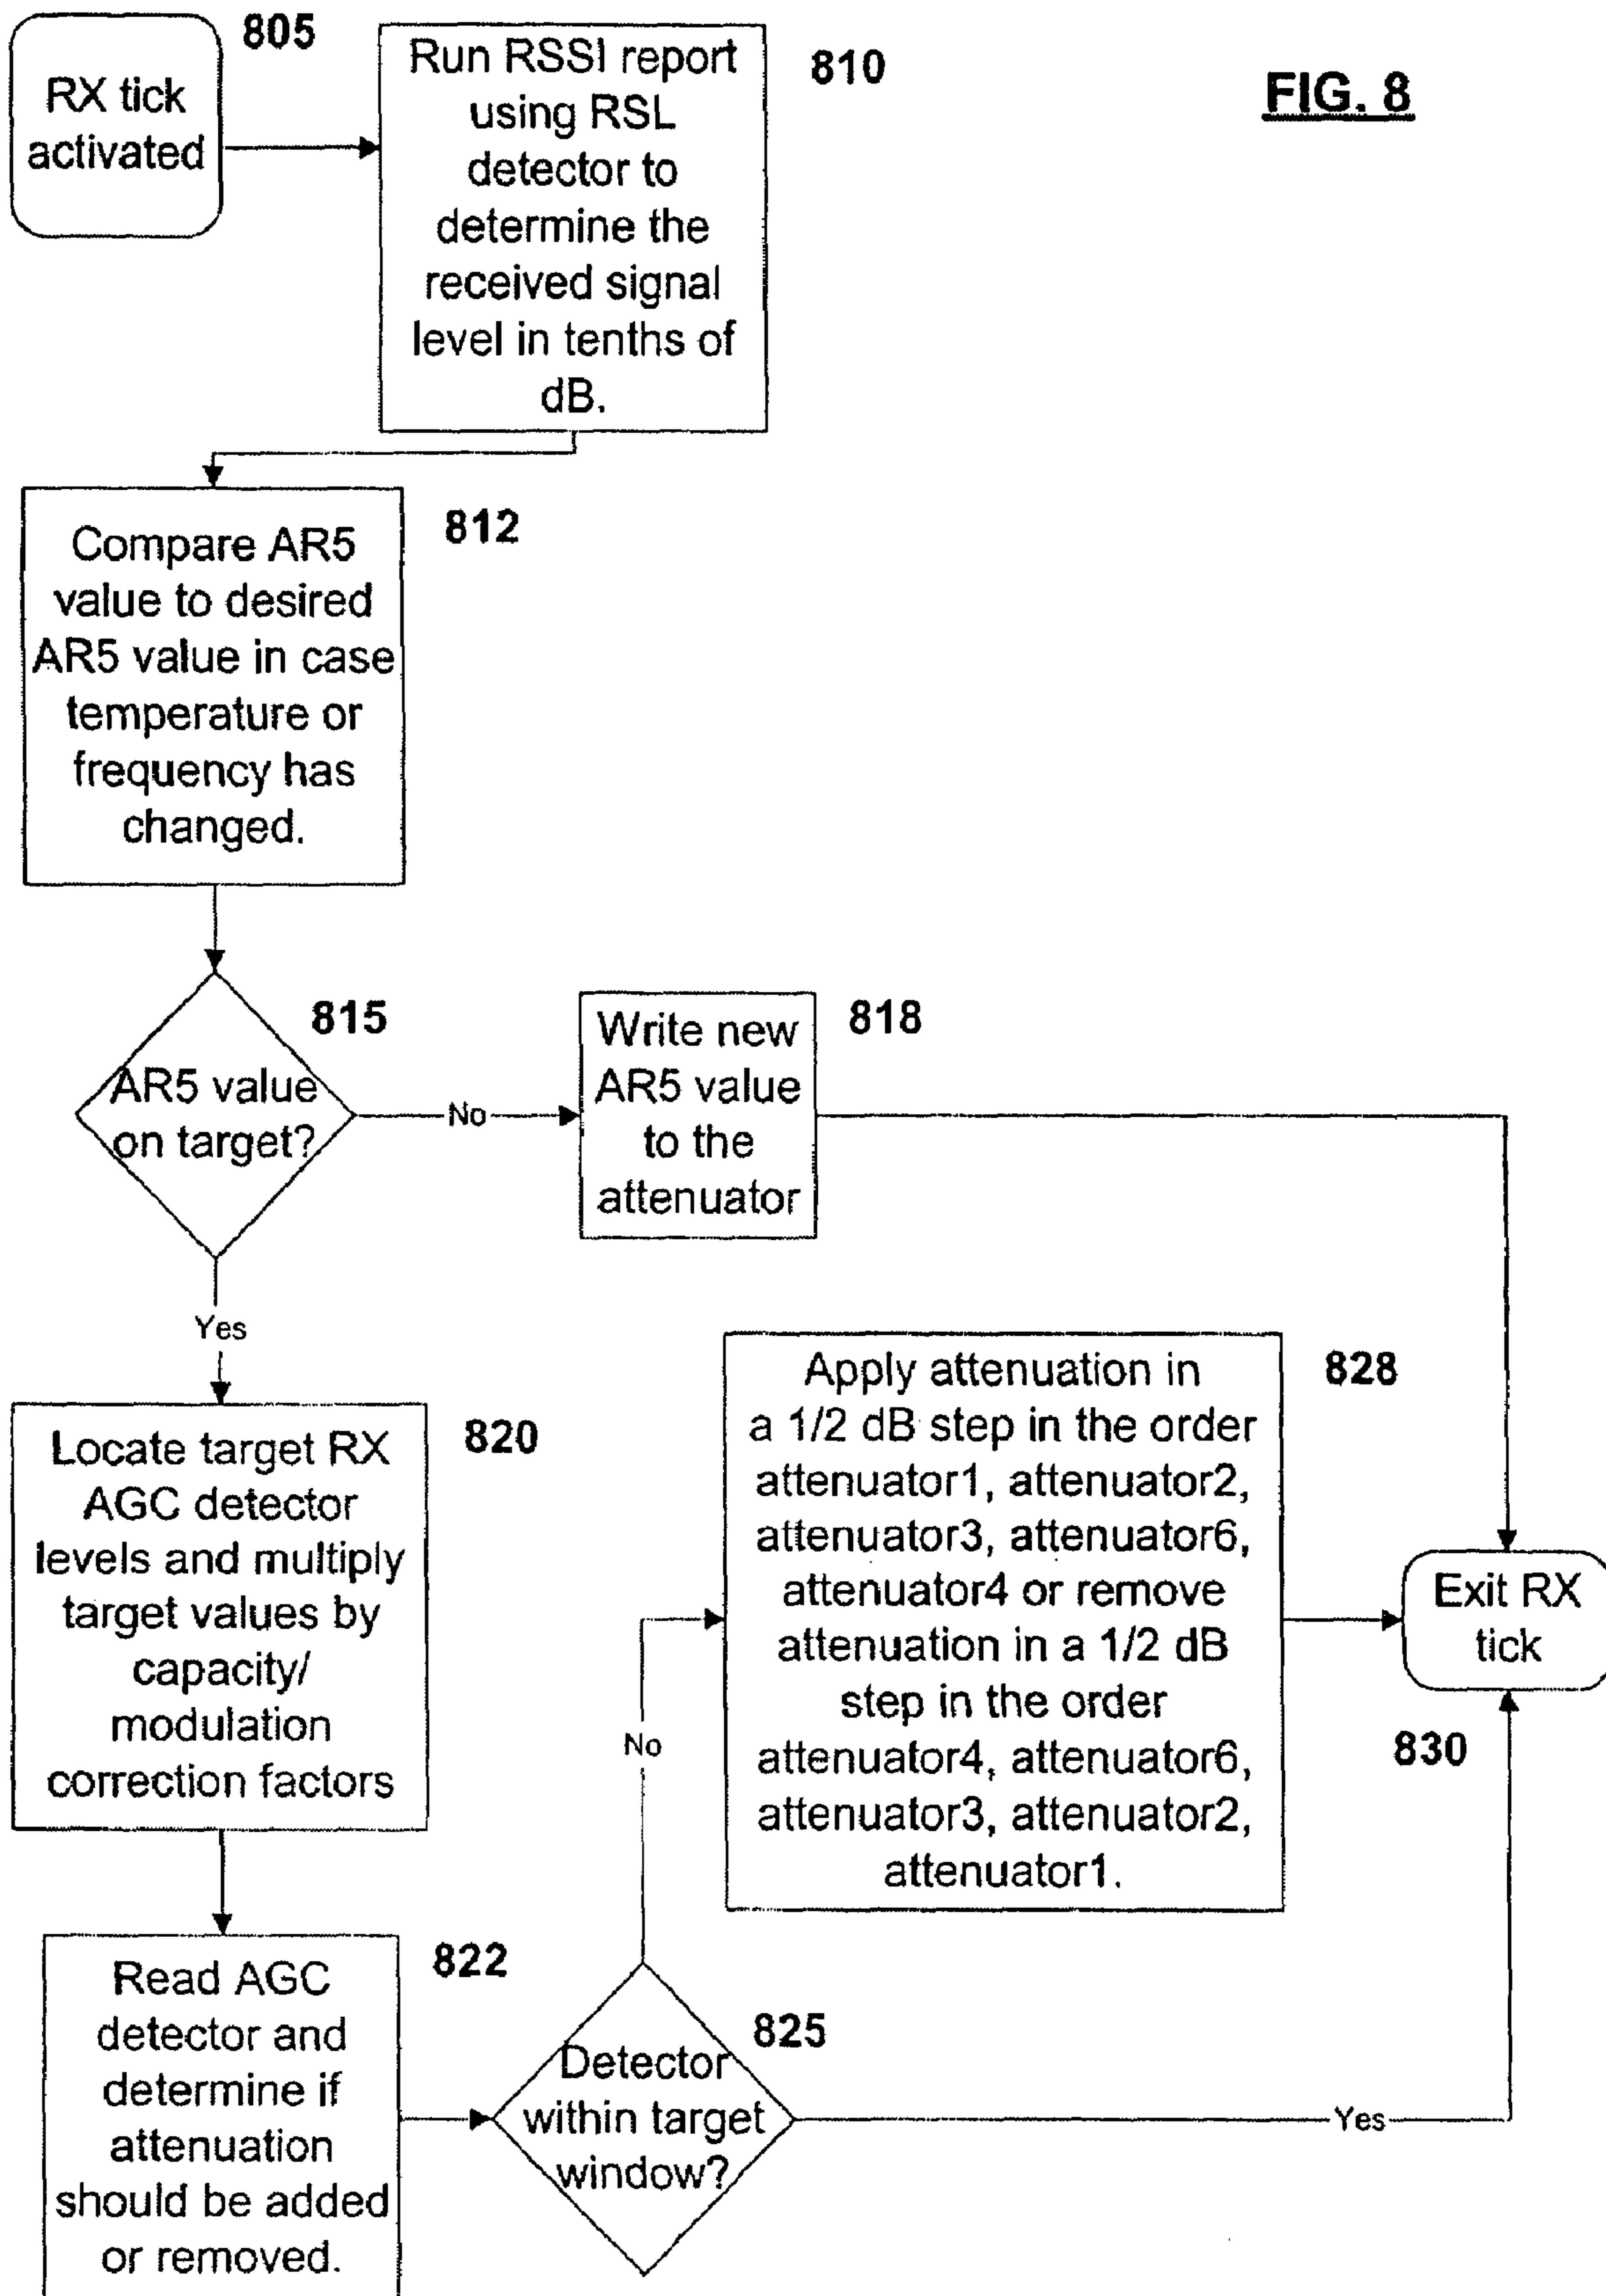 805
RX tick
activated
Run RSSI report
using RSL
detector to
determine the
received signal
level in tenths of
dB.
810
FIG. 8
Compare AR5
value to desired
AR5 value in case
temperature or
frequency has
changed.
812
815
AR5 value
on target?
No
Write new
AR5 value
to the
attenuator
818
Yes
Locate target RX
AGC detector
levels and multiply
target values by
capacity/
modulation
correction factors
820
Apply attenuation in
a 1/2 dB step in the order
attenuator1, attenuator2,
attenuator3, attenuator6,
attenuator4 or remove
attenuation in a 1/2 dB
step in the order
attenuator4, attenuator6,
attenuator3, attenuator2,
attenuator1.
828
Exit RX
tick
830
No
Read AGC
detector and
determine if
attenuation
should be added
or removed.
822
825
Detector
within target
window?
Yes